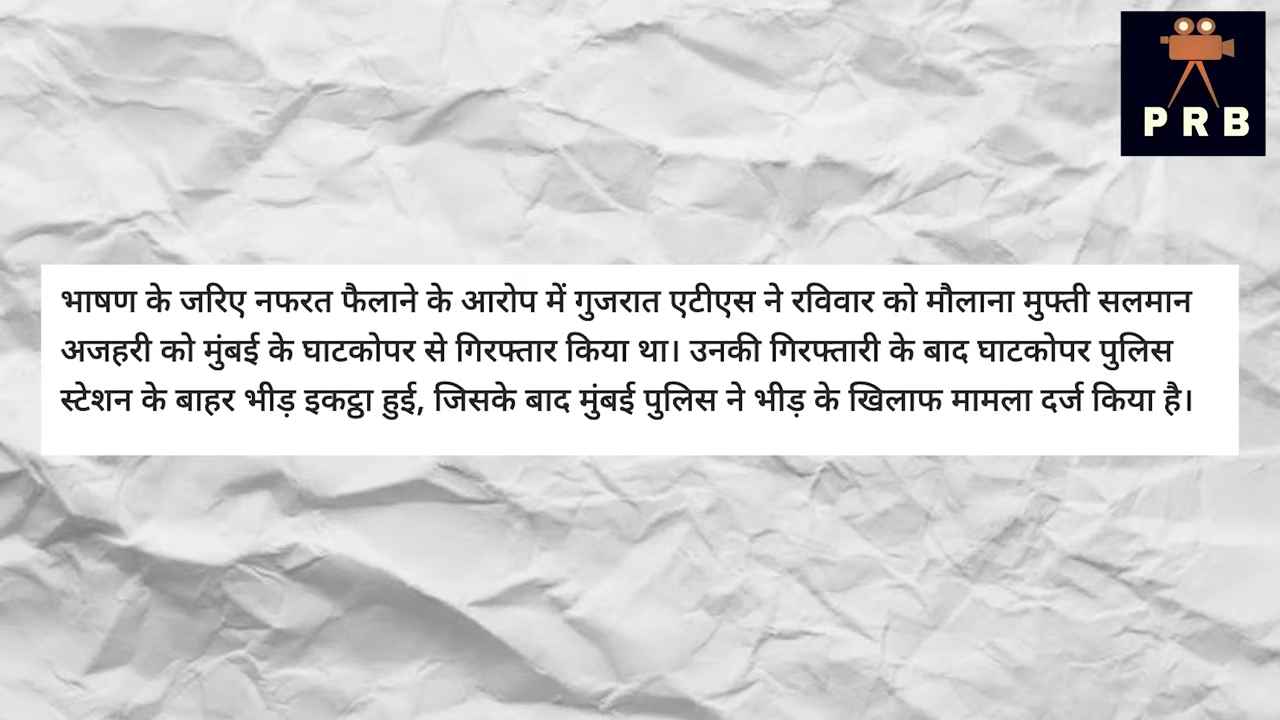 PRB
भाषण के जरिए नफरत फैलाने के आरोप में गुजरात एटीएस ने रविवार को मौलाना मुफ्ती सलमान
अजहरी को मुंबई के घाटकोपर से गिरफ्तार किया था। उनकी गिरफ्तारी के बाद घाटकोपर पुलिस
स्टेशन के बाहर भीड़ इकट्ठा हुई, जिसके बाद मुंबई पुलिस ने भीड़ के खिलाफ मामला दर्ज किया है।